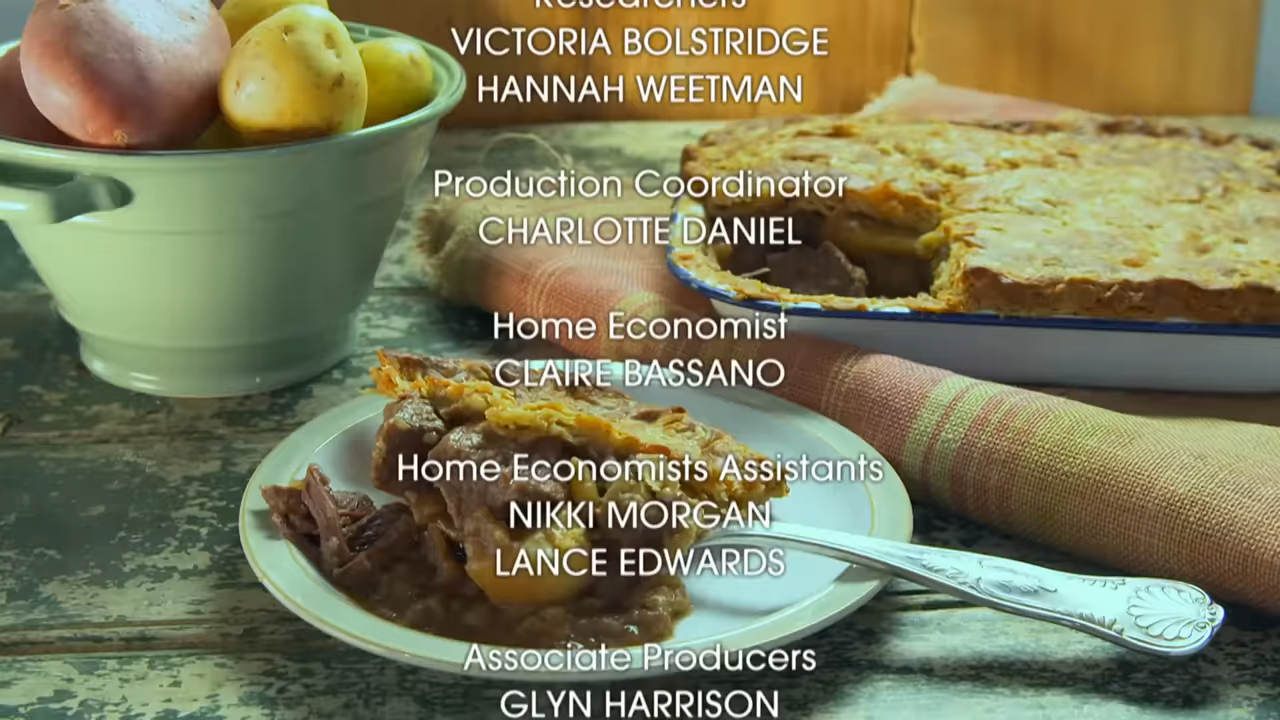 Researchers
VICTORIA BOLSTRIDGE
HANNAH WEETMAN
Production Coordinator
CHARLOTTE DANIEL
Home Economist
CLAIRE BASSANO
Home Economists Assistants
NIKKI MORGAN
LANCE EDWARDS
Associate Producers
GLYN HARRISON